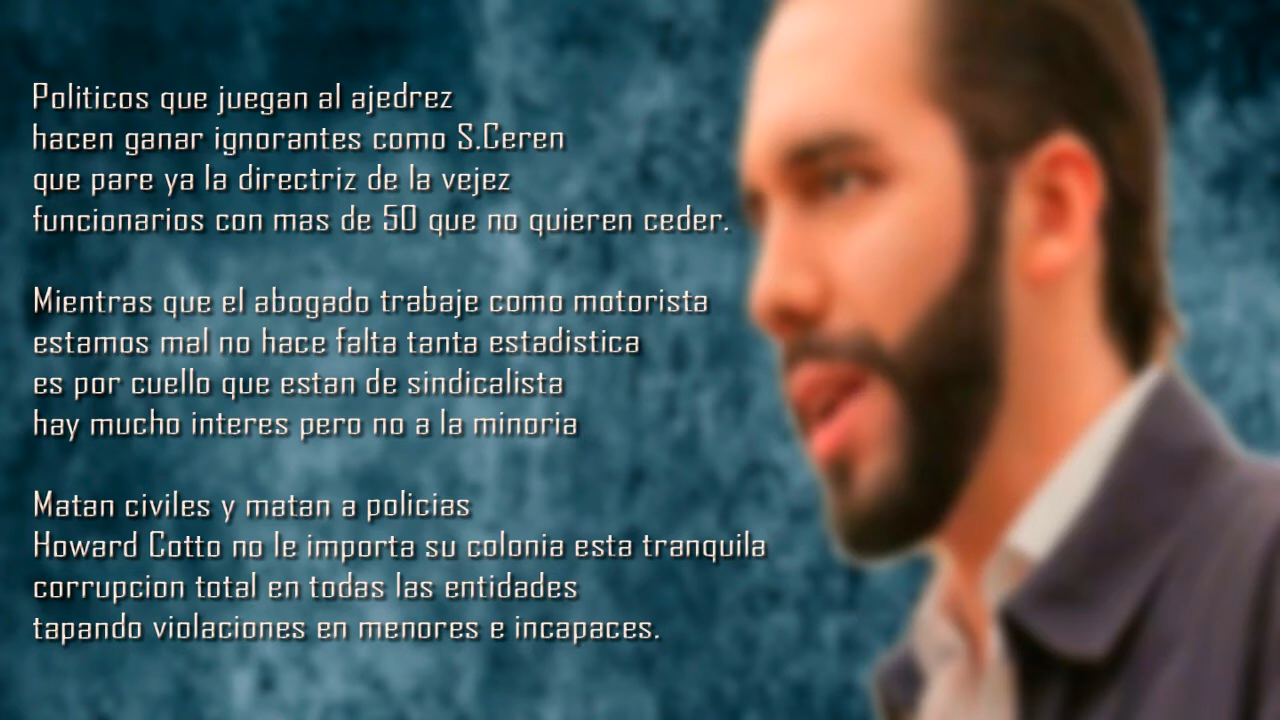 Politicos que juegan al ajedrez
hacen ganar ignorantes como S.Ceren
que pare ya la directriz de la vejez
funcionarios con mas de 50 que no quieren ceder.
Mientras que el abogado trabaje como motorista
estamos mal no hace falta tanta estadistica
es por cuello que estan de sindicalista
hay mucho interes pero no a la minoria
Matan civiles y matan a policias
Howard Cotto no le importa su colonia esta tranquila
corrupcion total en todas las entidades
tapando violaciones en menores e incapaces.